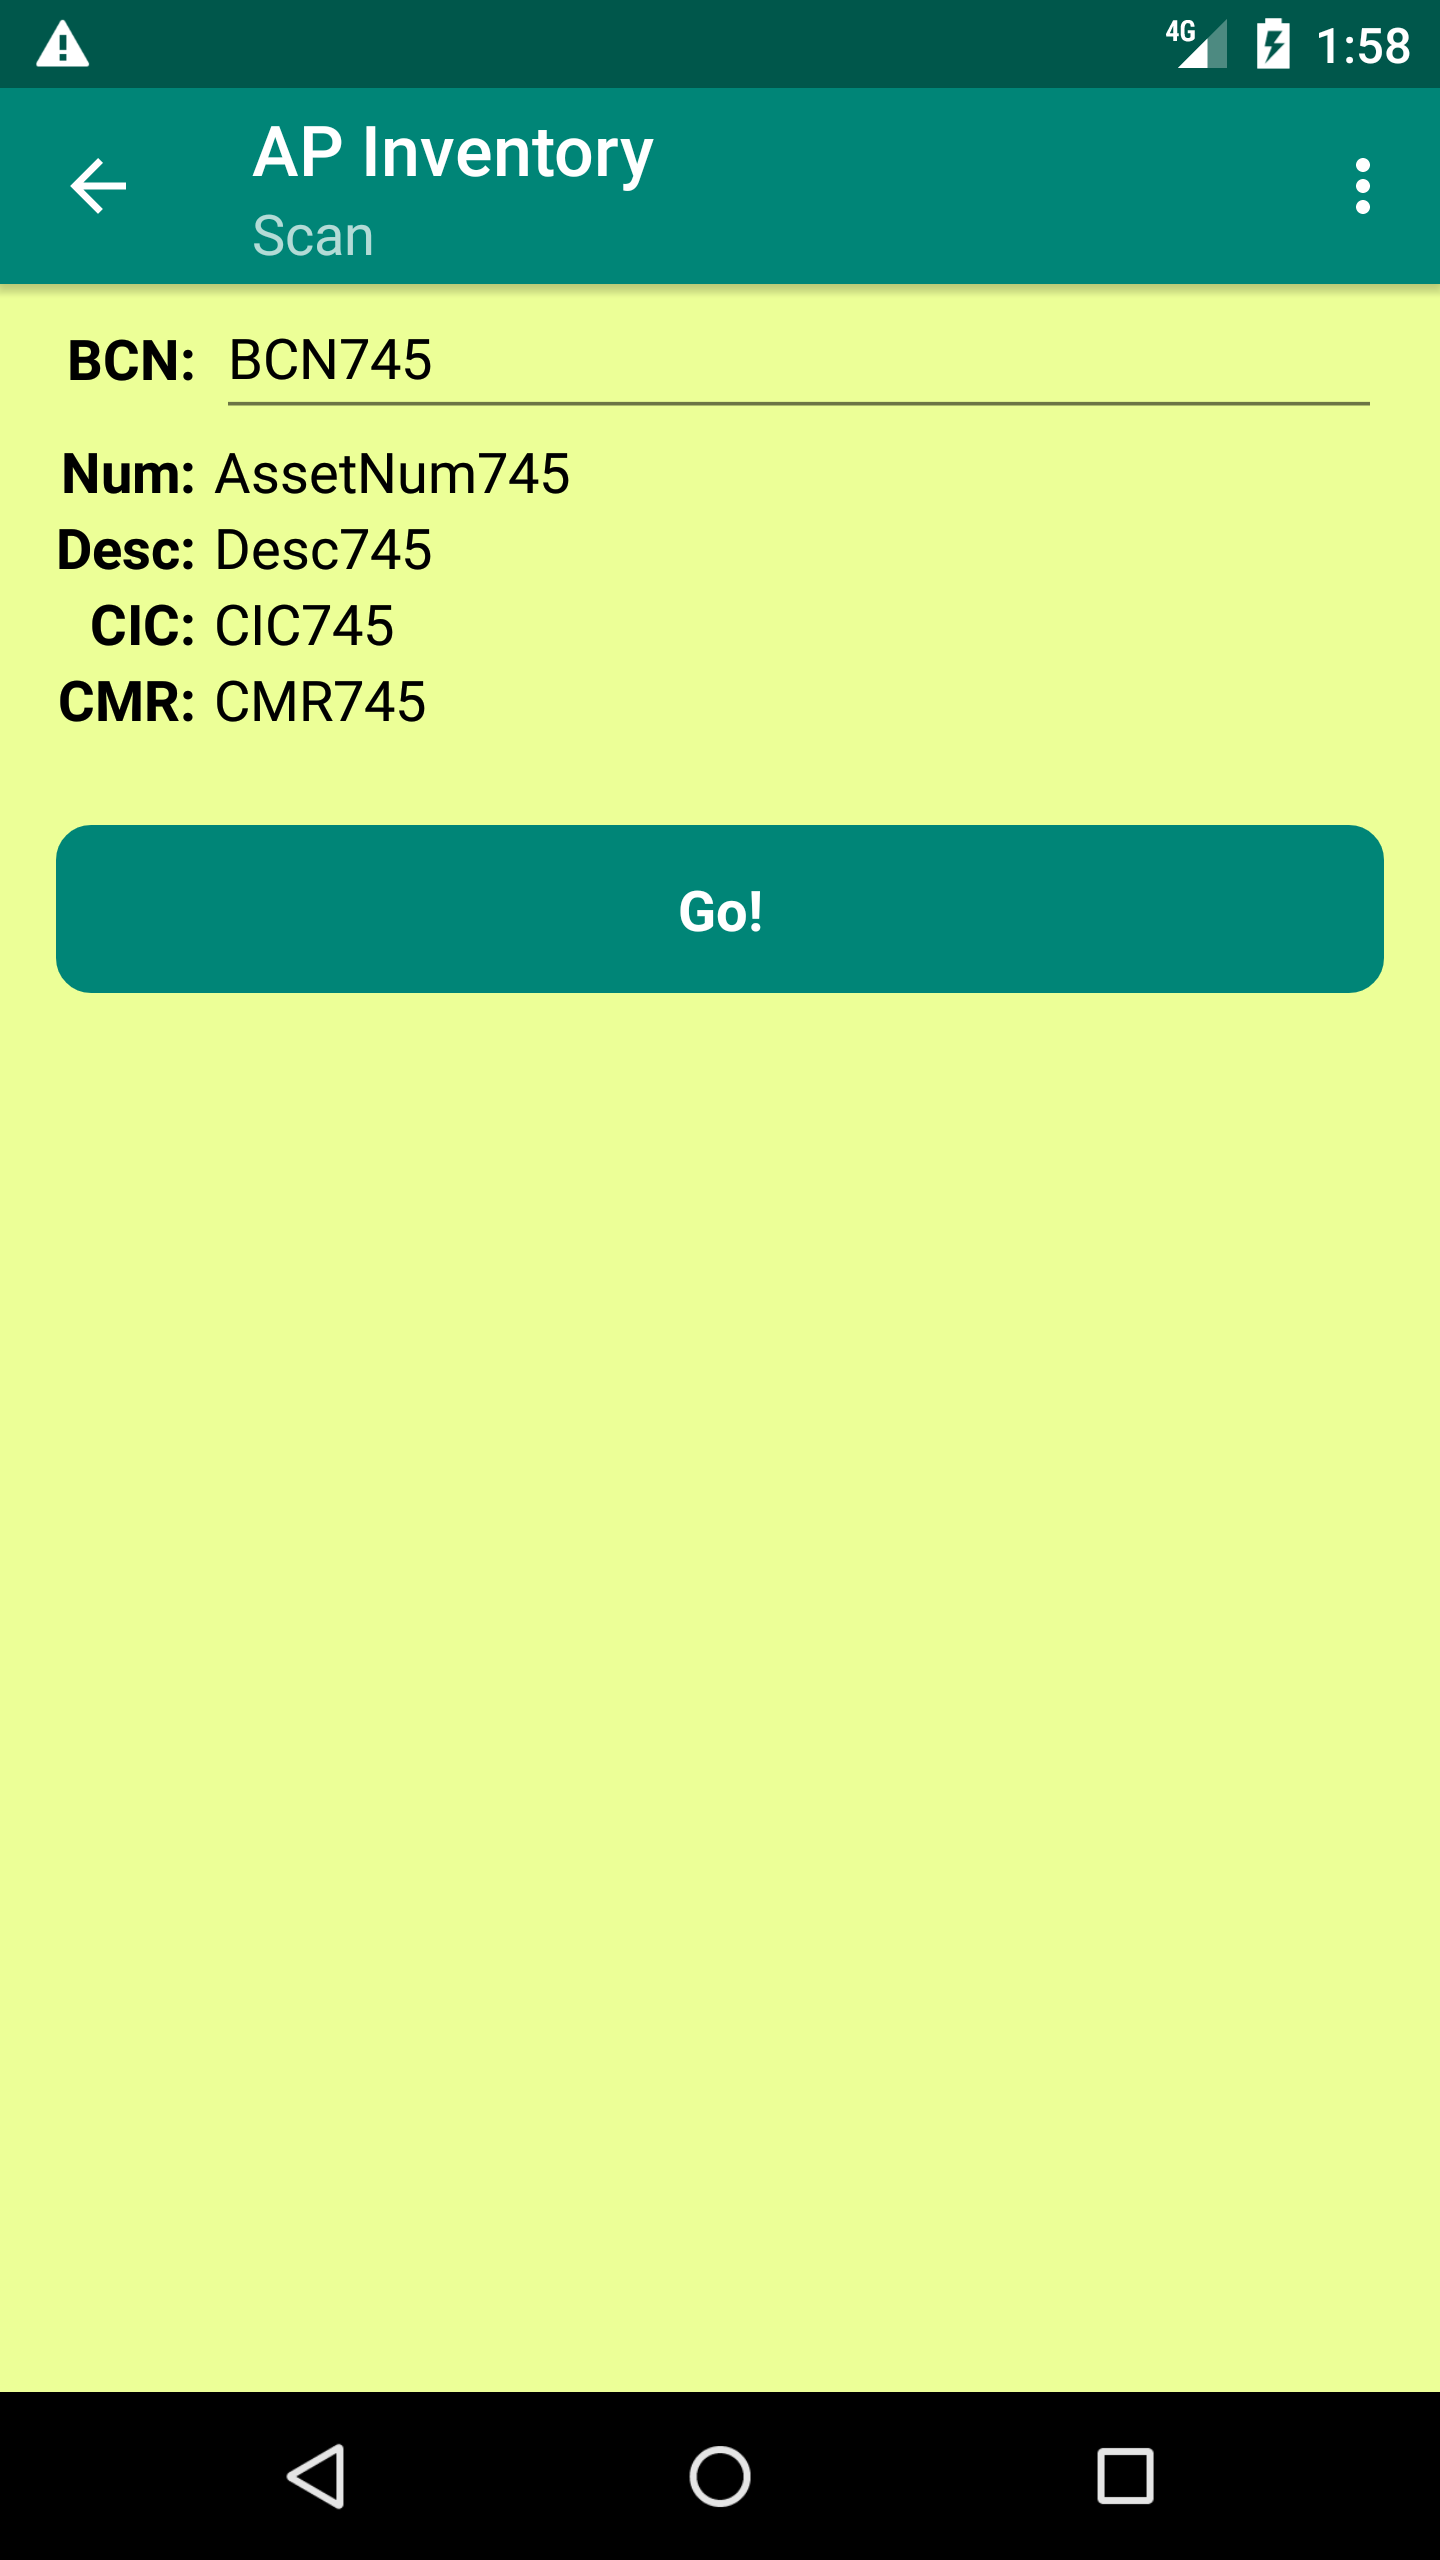 4G 1:58
AP Inventory
Scan
BCN: BCN745
Num: AssetNum745
Desc: Desc745
CIC: CIC745
CMR: CMR745
Go!